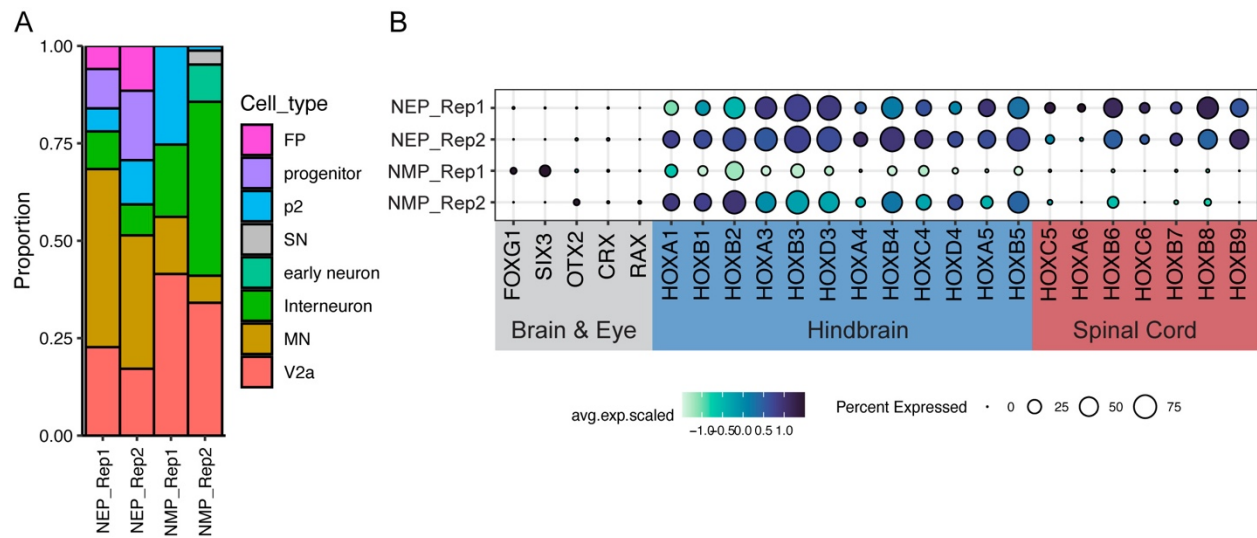 A
Proportion
1.00
0.75
0.50
0.25
0.00
NEP_Rep1
NEP_Rep2
NMP_Rep1
NMP_Rep2
Cell_type
FP
progenitor
p2
SN
early neuron
Interneuron
MN
V2a
B
NEP_Rep1
NEP_Rep2
NMP_Rep1
NMP_Rep2
FOXG1
SIX3
OTX2
CRX
RAX
HOXA1
HOXB1
HOXB2
HOXA3
HOXB3
HOXD3
HOXA4
HOXB4
HOXC4
HOXD4
HOXA5
HOXB5
HOXC5
HOXA6
HOXB6
HOXC6
HOXB7
HOXB8
HOXB9
Brain & Eye Hindbrain Spinal Cord
avg.exp.scaled
−1.0 −0.5 0.0 0.5 1.0
Percent Expressed 0 25 50 75